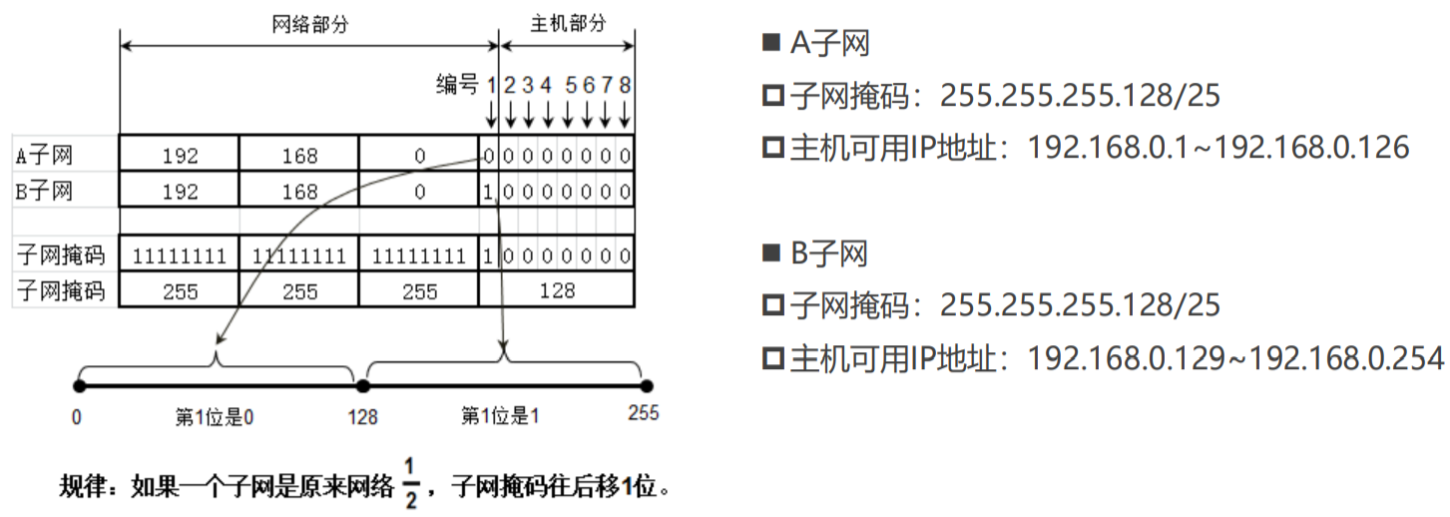 网络部分 主机部分
编号 1 2 3 4 5 6 7 8
A子网 192 168 0 0 0 0 0 0 0 0 0
B子网 192 168 0 1 0 0 0 0 0 0 0
子网掩码 11111111 11111111 11111111 1 0 0 0 0 0 0 0
子网掩码 255 255 255 128
0 第1位是0 128 第1位是1 255
规律：如果一个子网是原来网络 1/2，子网掩码往后移1位。
■ A子网
子网掩码：255.255.255.128/25
主机可用IP地址：192.168.0.1~192.168.0.126
■ B子网
子网掩码：255.255.255.128/25
主机可用IP地址：192.168.0.129~192.168.0.254